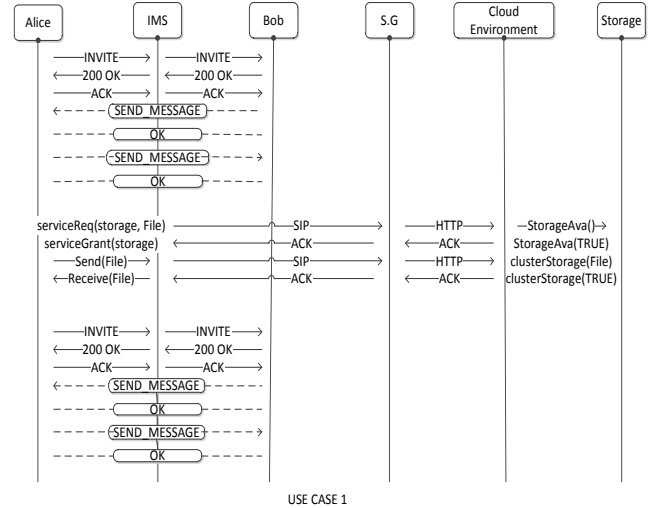 Alice IMS Bob S.G Cloud Environment Storage
INVITE INVITE
200 OK 200 OK
ACK ACK
SEND_MESSAGE
OK
SEND_MESSAGE
OK
serviceReq(storage, File) SIP HTTP StorageAva()
serviceGrant(storage) ACK ACK StorageAva(TRUE)
Send(File) SIP HTTP clusterStorage(File)
Receive(File) ACK ACK clusterStorage(TRUE)
INVITE INVITE
200 OK 200 OK
ACK ACK
SEND_MESSAGE
OK
SEND_MESSAGE
OK
USE CASE 1